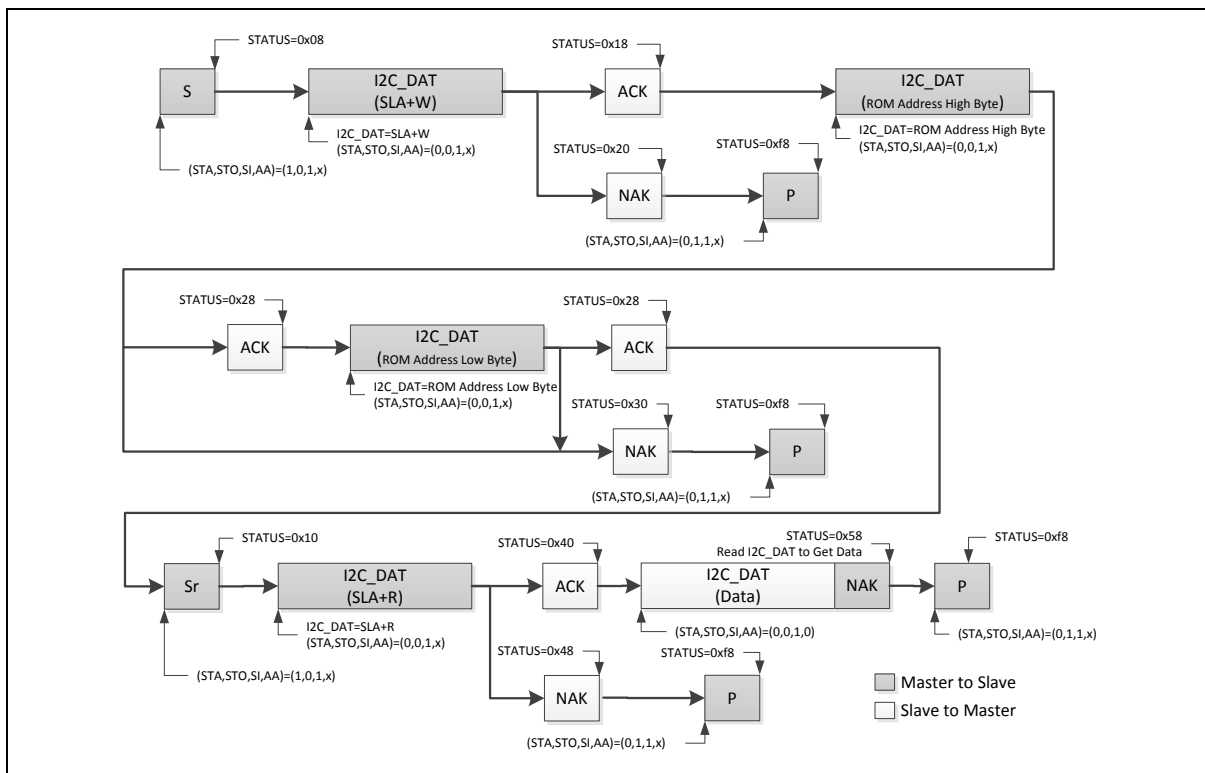 STATUS=0x08
STATUS=0x18
S
I2C_DAT
(SLA+W)
ACK
I2C_DAT
(ROM Address High Byte)
I2C_DAT=SLA+W
(STA,STO,SI,AA)=(0,0,1,x)
I2C_DAT=ROM Address High Byte
(STA,STO,SI,AA)=(0,0,1,x)
(STA,STO,SI,AA)=(1,0,1,x)
STATUS=0x20
STATUS=0xf8
NAK
P
(STA,STO,SI,AA)=(0,1,1,x)
STATUS=0x28
STATUS=0x28
ACK
I2C_DAT
(ROM Address Low Byte)
ACK
I2C_DAT=ROM Address Low Byte
(STA,STO,SI,AA)=(0,0,1,x)
STATUS=0x30
STATUS=0xf8
NAK
P
(STA,STO,SI,AA)=(0,1,1,x)
STATUS=0x10
STATUS=0x40
STATUS=0x58
Read I2C_DAT to Get Data
STATUS=0xf8
Sr
I2C_DAT
(SLA+R)
ACK
I2C_DAT
(Data)
NAK
P
I2C_DAT=SLA+R
(STA,STO,SI,AA)=(0,0,1,x)
(STA,STO,SI,AA)=(0,0,1,0)
(STA,STO,SI,AA)=(0,1,1,x)
(STA,STO,SI,AA)=(1,0,1,x)
STATUS=0x48
STATUS=0xf8
NAK
P
(STA,STO,SI,AA)=(0,1,1,x)
Master to Slave
Slave to Master